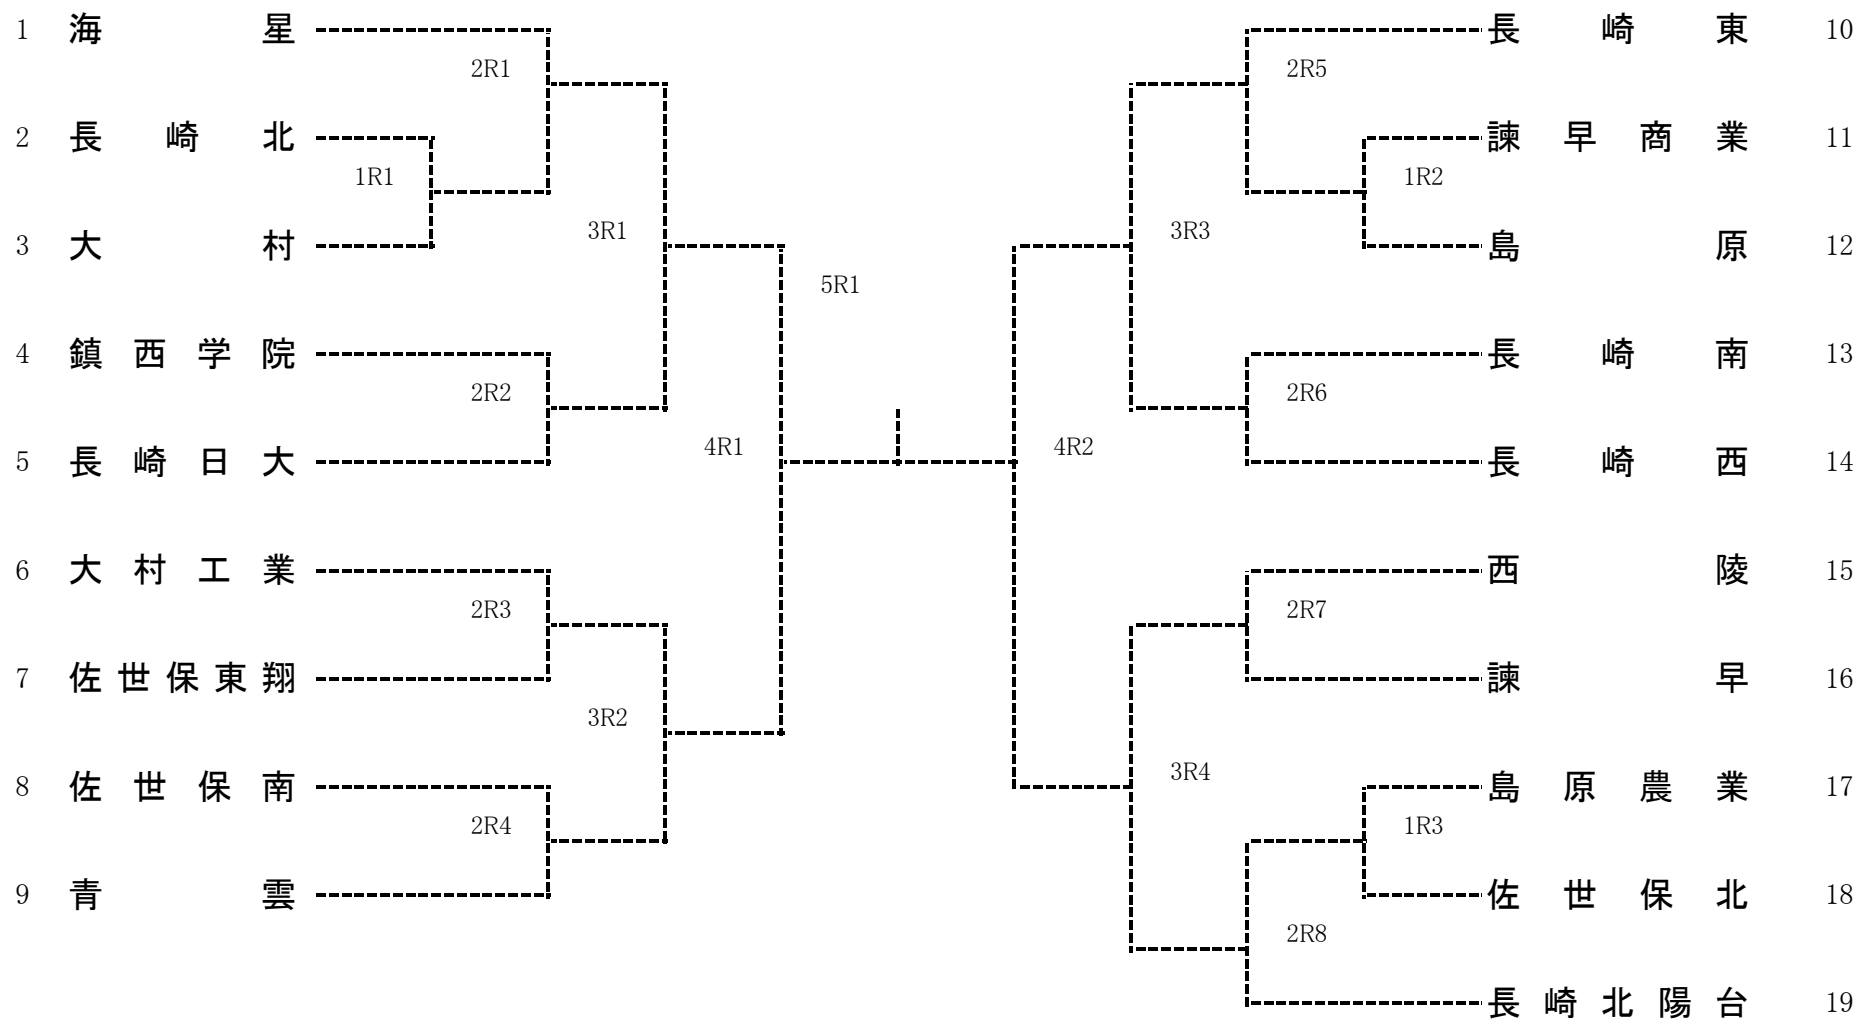 1 海星
2R1
2 長崎北
1R1
3 大村
3R1
4 鎮西学院
2R2
5 長崎日大
4R1
6 大村工業
2R3
7 佐世保東翔
3R2
8 佐世保南
2R4
9 青雲
5R1
長崎東 10
2R5
諫早商業 11
1R2
島原 12
3R3
長崎南 13
2R6
長崎西 14
4R2
西陵 15
2R7
諫早 16
3R4
島原農業 17
1R3
佐世保北 18
2R8
長崎北陽台 19